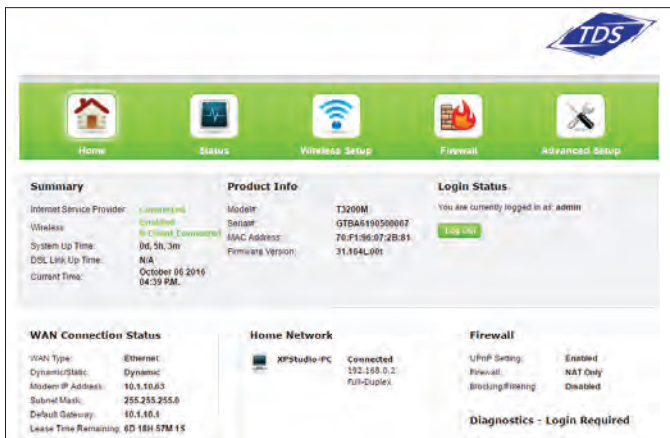 TDS
Home
Status
Wireless Setup
Firewall
Advanced Setup
Summary
Internet Service Provider: Connected
Wireless: Enabled
0 Client Connected
System Up Time: 0d, 5h, 3m
DSL Link Up Time: N/A
Current Time: October 06 2016
04:39 P.M.
Product Info
Model#: T3200M
Serial#: GTBA6190500067
MAC Address: 70:F1:96:07:2B:81
Firmware Version: 31.164L.00t
Login Status
You are currently logged in as: admin
Log Out
WAN Connection Status
WAN Type: Ethernet
Dynamic/Static: Dynamic
Modem IP Address: 10.1.10.63
Subnet Mask: 255.255.255.0
Default Gateway: 10.1.10.1
Lease Time Remaining: 6D 18H 57M 1S
Home Network
XPStudio-PC Connected
192.168.0.2
Full-Duplex
Firewall
UPnP Setting: Enabled
Firewall: NAT Only
Blocking/Filtering: Disabled
Diagnostics - Login Required